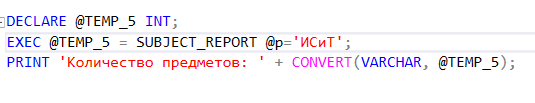 DECLARE @TEMP_5 INT;
EXEC @TEMP_5 = SUBJECT_REPORT @p='ИСиТ';
PRINT 'Количество предметов: ' + CONVERT(VARCHAR, @TEMP_5);